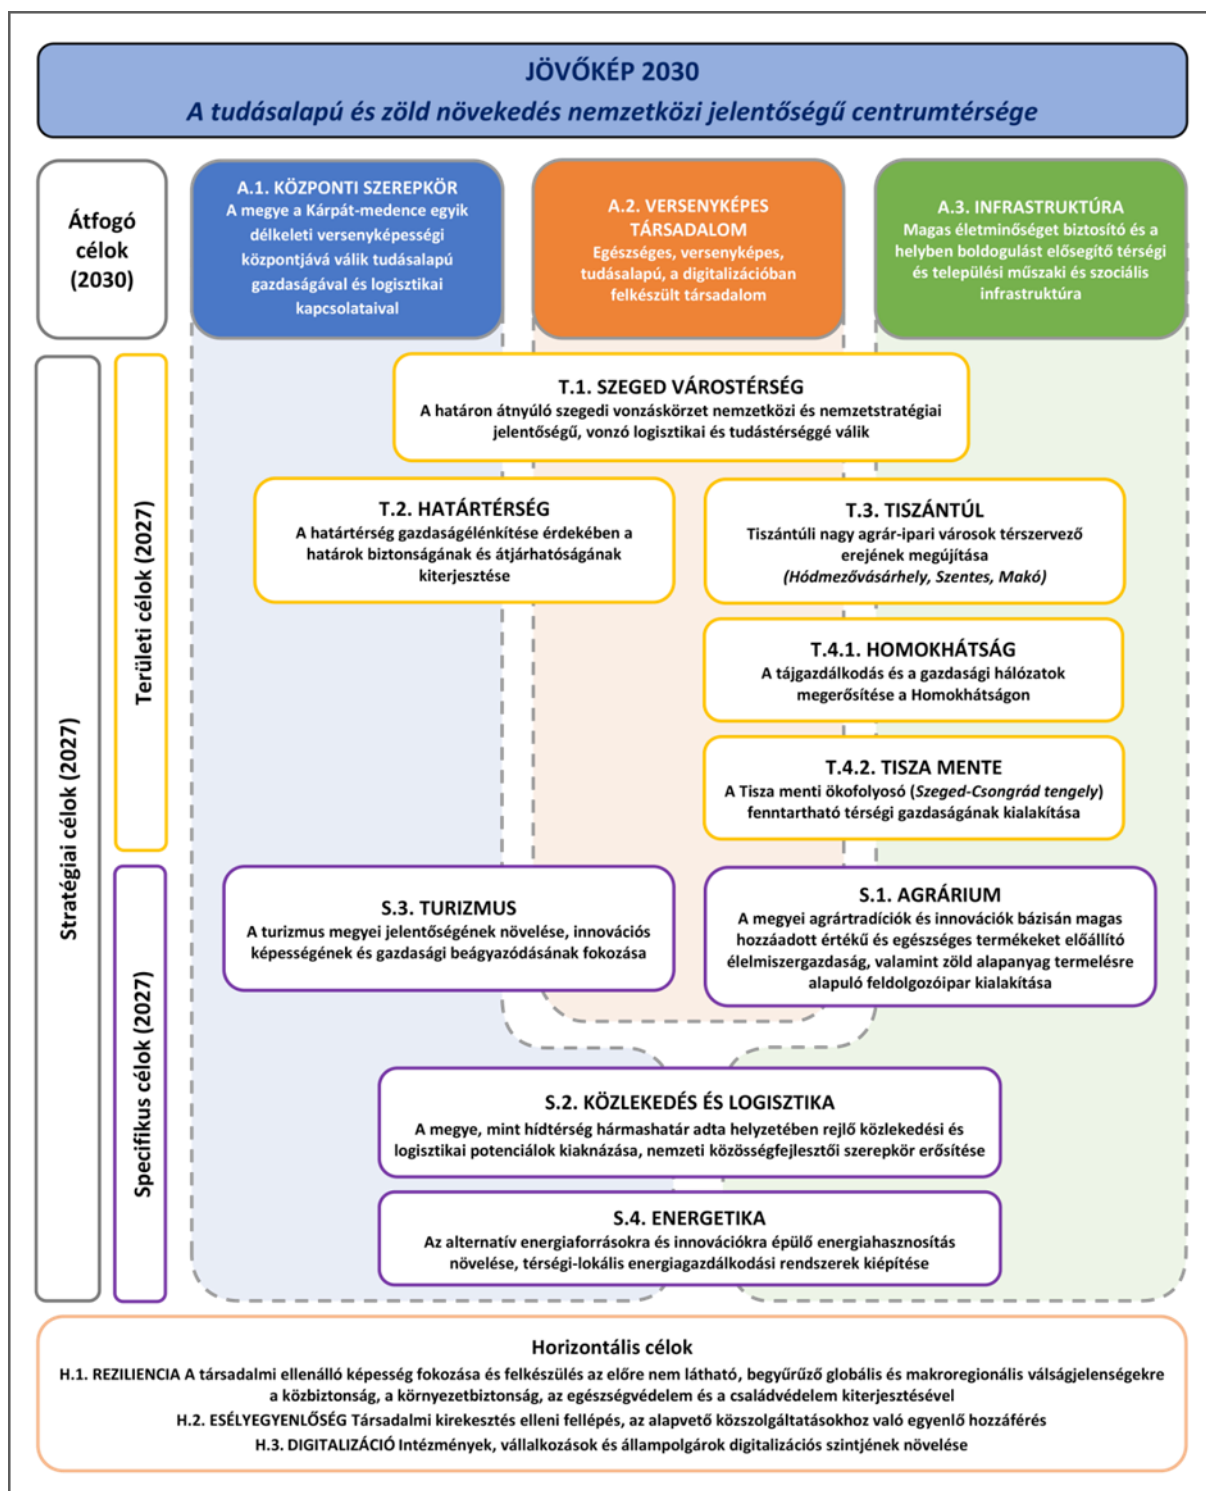 JÖVŐKÉP 2030
A tudásalapú és zöld növekedés nemzetközi jelentőségű centrumtérsége
Átfogó
célok
(2030)
A.1. KÖZPONTI SZEREPKÖR
A megye a Kárpát-medence egyik
délkeleti versenyképességi
központjává válik tudásalapú
gazdaságával és logisztikai
kapcsolataival
A.2. VERSENYKÉPES
TÁRSADALOM
Egészséges, versenyképes,
tudásalapú, a digitalizációban
felkészült társadalom
A.3. INFRASTRUKTÚRA
Magas életminőséget biztosító és a
helyben boldogulást elősegítő térségi
és települési műszaki és szociális
infrastruktúra
Stratégiai célok (2027)
Területi célok (2027)
T.1. SZEGED VÁROSTÉRSÉG
A határon átnyúló szegedi vonzáskörzet nemzetközi és nemzetstratégiai
jelentőségű, vonzó logisztikai és tudástérséggé válik
T.2. HATÁRTÉRSÉG
A határtérség gazdaságélénkítése érdekében a
határok biztonságának és átjárhatóságának
kiterjesztése
T.3. TISZÁNTÚL
Tiszántúli nagy agrár-ipari városok térszervező
erejének megújítása
(Hódmezővásárhely, Szentes, Makó)
T.4.1. HOMOKHÁTSÁG
A tájgazdálkodás és a gazdasági hálózatok
megerősítése a Homokhátságon
T.4.2. TISZA MENTE
A Tisza menti ökofolyosó (Szeged-Csongrád tengely)
fenntartható térségi gazdaságának kialakítása
Specifikus célok (2027)
S.3. TURIZMUS
A turizmus megyei jelentőségének növelése, innovációs
képességének és gazdasági beágyazódásának fokozása
S.1. AGRÁRIUM
A megyei agrártradíciók és innovációk bázisán magas
hozzáadott értékű és egészséges termékeket előállító
élelmiszergazdaság, valamint zöld alapanyag termelésre
alapuló feldolgozóipar kialakítása
S.2. KÖZLEKEDÉS ÉS LOGISZTIKA
A megye, mint hídtérség hármashatár adta helyzetében rejlő közlekedési és
logisztikai potenciálok kiaknázása, nemzeti közösségfejlesztői szerepkör erősítése
S.4. ENERGETIKA
Az alternatív energiaforrásokra és innovációkra épülő energiahasznosítás
növelése, térségi-lokális energiagazdálkodási rendszerek kiépítése
Horizontális célok
H.1. REZILIENCIA A társadalmi ellenálló képesség fokozása és felkészülés az előre nem látható, begyűrűző globális és makroregionális válságjelenségekre
a közbiztonság, a környezetbiztonság, az egészségvédelem és a családvédelem kiterjesztésével
H.2. ESÉLYEGYENLŐSÉG Társadalmi kirekesztés elleni fellépés, az alapvető közszolgáltatásokhoz való egyenlő hozzáférés
H.3. DIGITALIZÁCIÓ Intézmények, vállalkozások és állampolgárok digitalizációs szintjének növelése